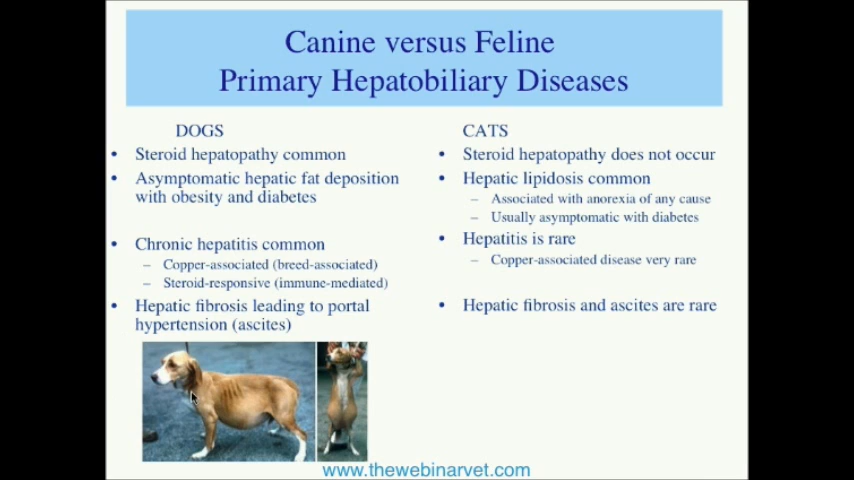 Canine versus Feline
Primary Hepatobiliary Diseases
DOGS
• Steroid hepatopathy common
• Asymptomatic hepatic fat deposition
with obesity and diabetes
• Chronic hepatitis common
– Copper-associated (breed-associated)
– Steroid-responsive (immune-mediated)
• Hepatic fibrosis leading to portal
hypertension (ascites)
CATS
• Steroid hepatopathy does not occur
• Hepatic lipidosis common
– Associated with anorexia of any cause
– Usually asymptomatic with diabetes
• Hepatitis is rare
– Copper-associated disease very rare
• Hepatic fibrosis and ascites are rare
www.thewebinarvet.com